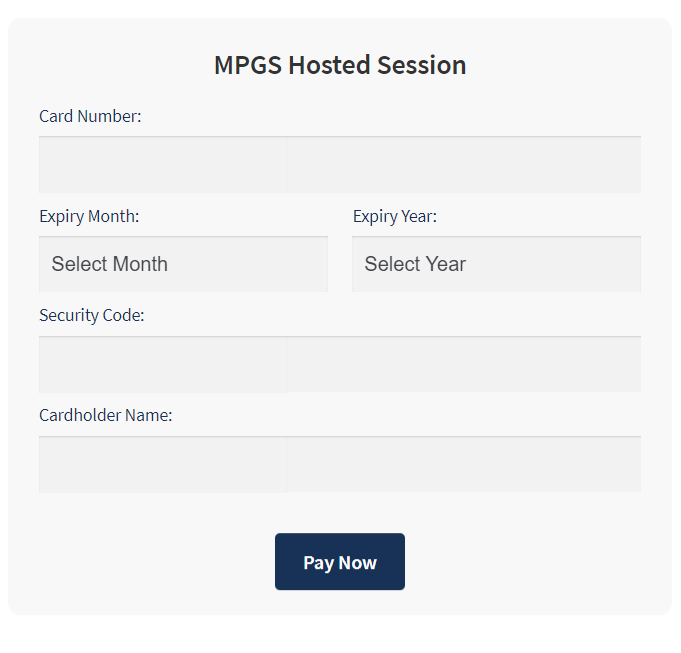 MPGS Hosted Session
Card Number:
Expiry Month: Expiry Year:
Select Month Select Year
Security Code:
Cardholder Name:
Pay Now